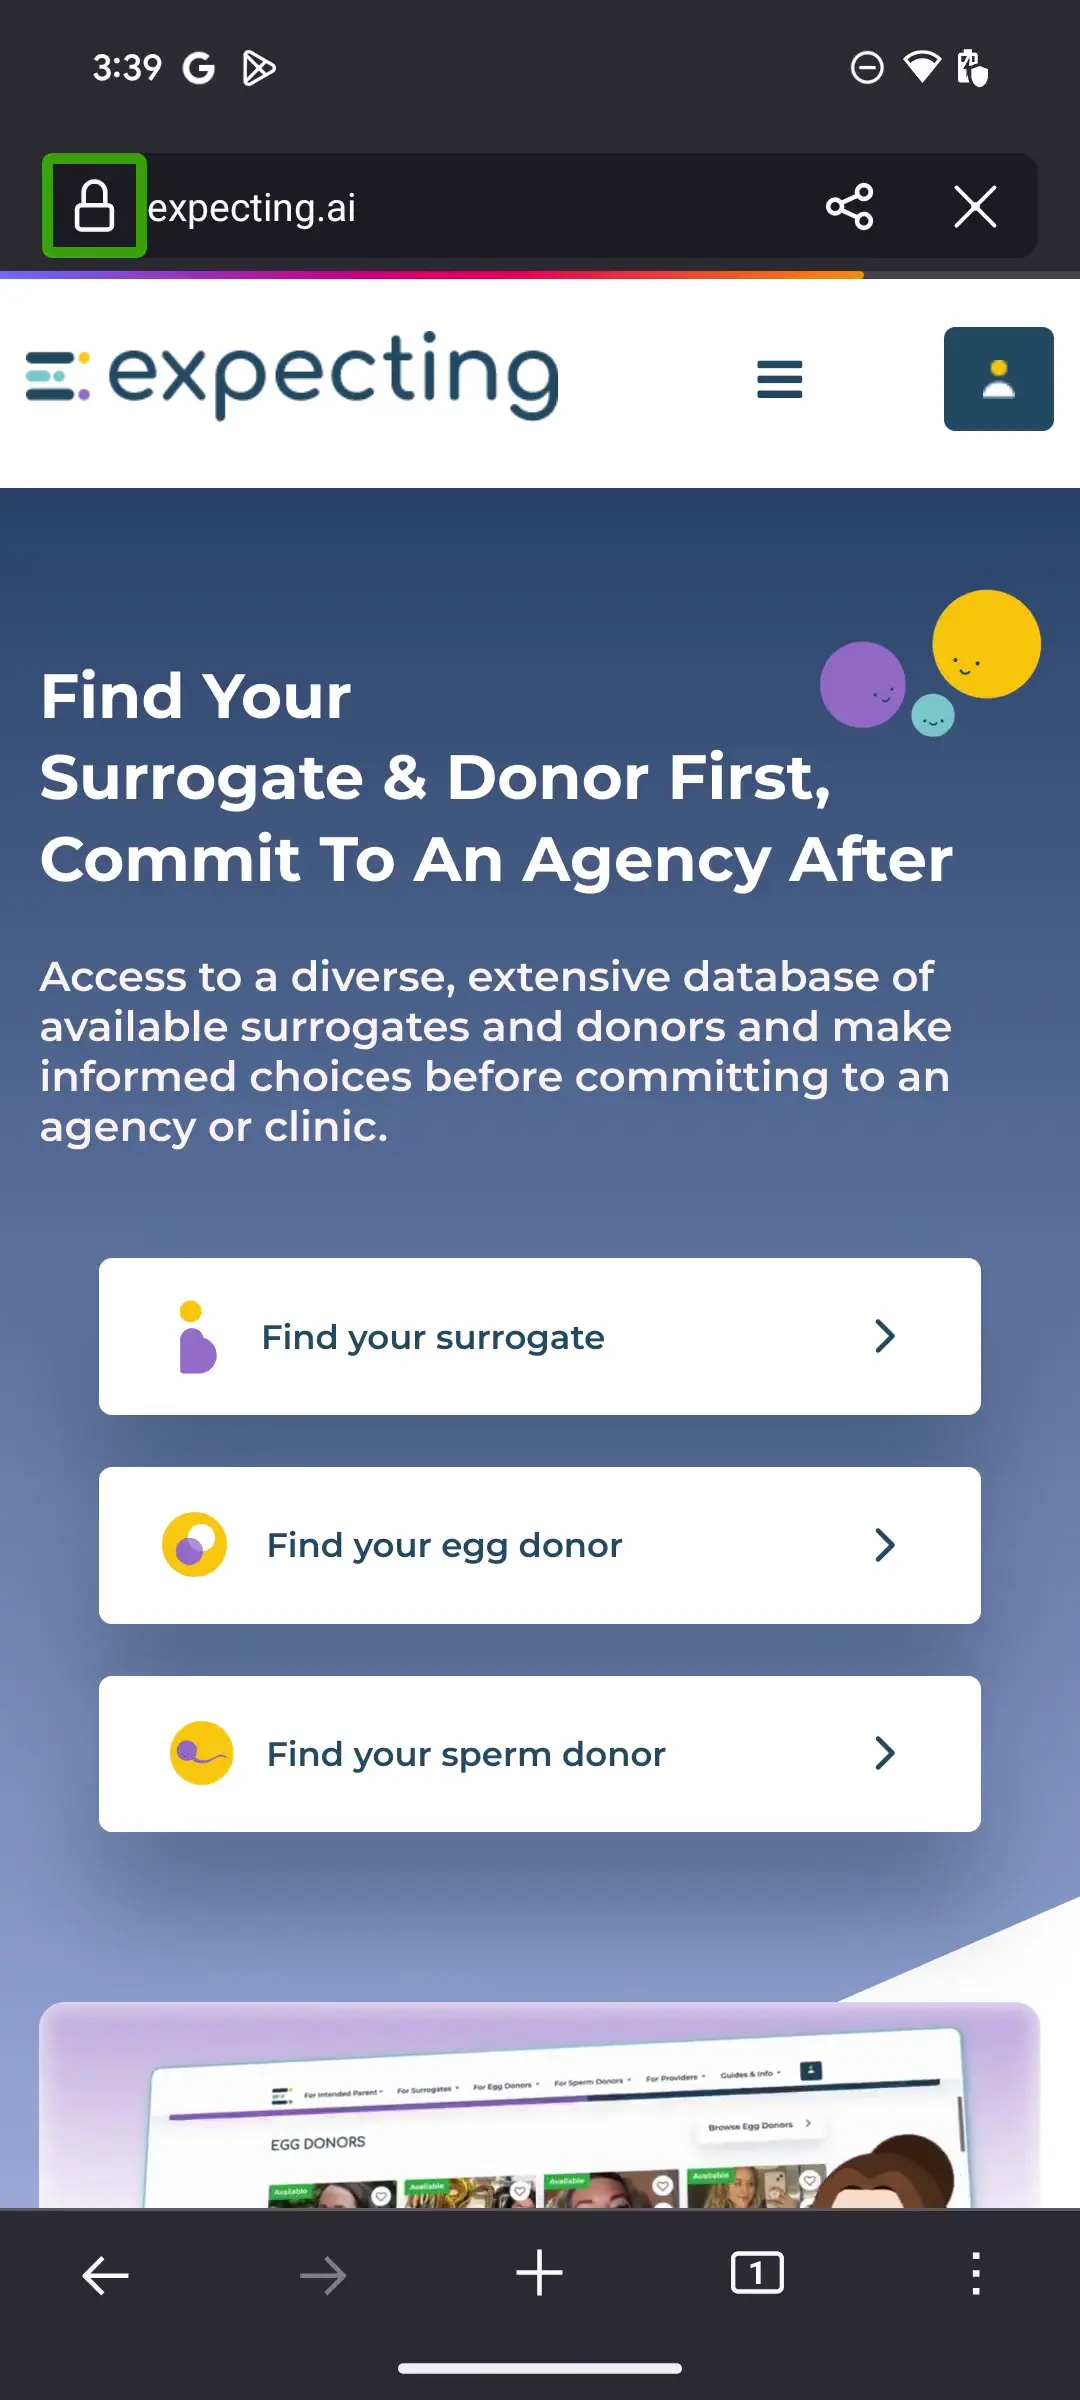 3:39
expecting.ai
expecting
Find Your
Surrogate & Donor First,
Commit To An Agency After
Access to a diverse, extensive database of
available surrogates and donors and make
informed choices before committing to an
agency or clinic.
Find your surrogate
Find your egg donor
Find your sperm donor
For Intended Parent For Surrogates For Egg Donors For Sperm Donors For Providers Guides & Info
Browse Egg Donors
EGG DONORS
Available Available Available Available
1